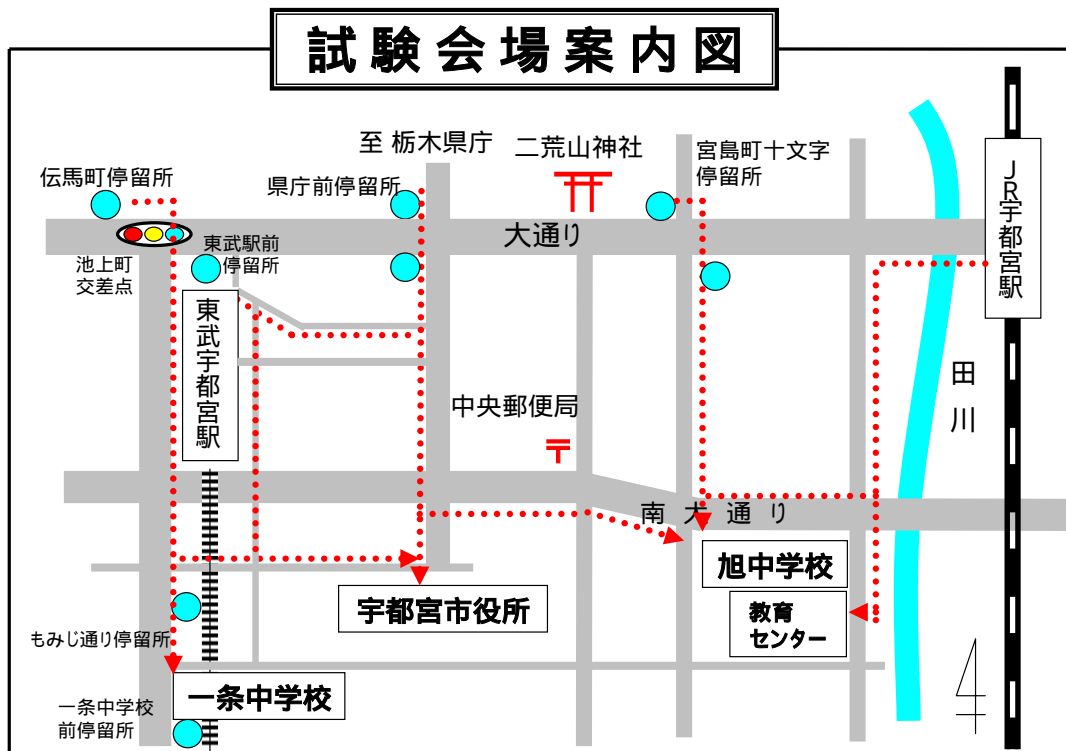 試験会場案内図
至 栃木県庁
二荒山神社
宮島町十文字
停留所
伝馬町停留所
県庁前停留所
JR宇都宮駅
大通り
東武駅前
停留所
池上町
交差点
東武宇都宮駅
田川
中央郵便局
〒
南大通り
旭中学校
宇都宮市役所
教育
センター
もみじ通り停留所
一条中学校
一条中学校
前停留所